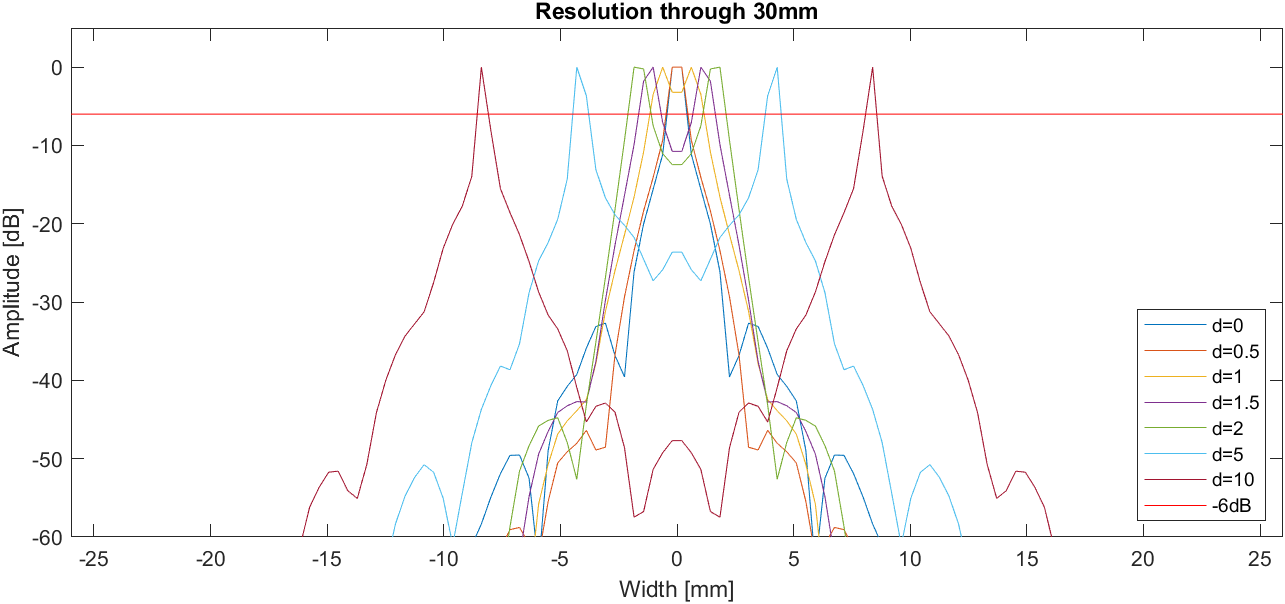 Resolution through 30mm
Amplitude [dB]
0
-10
-20
-30
-40
-50
-60
-25 -20 -15 -10 -5 0 5 10 15 20 25
Width [mm]
d=0
d=0.5
d=1
d=1.5
d=2
d=5
d=10
-6dB